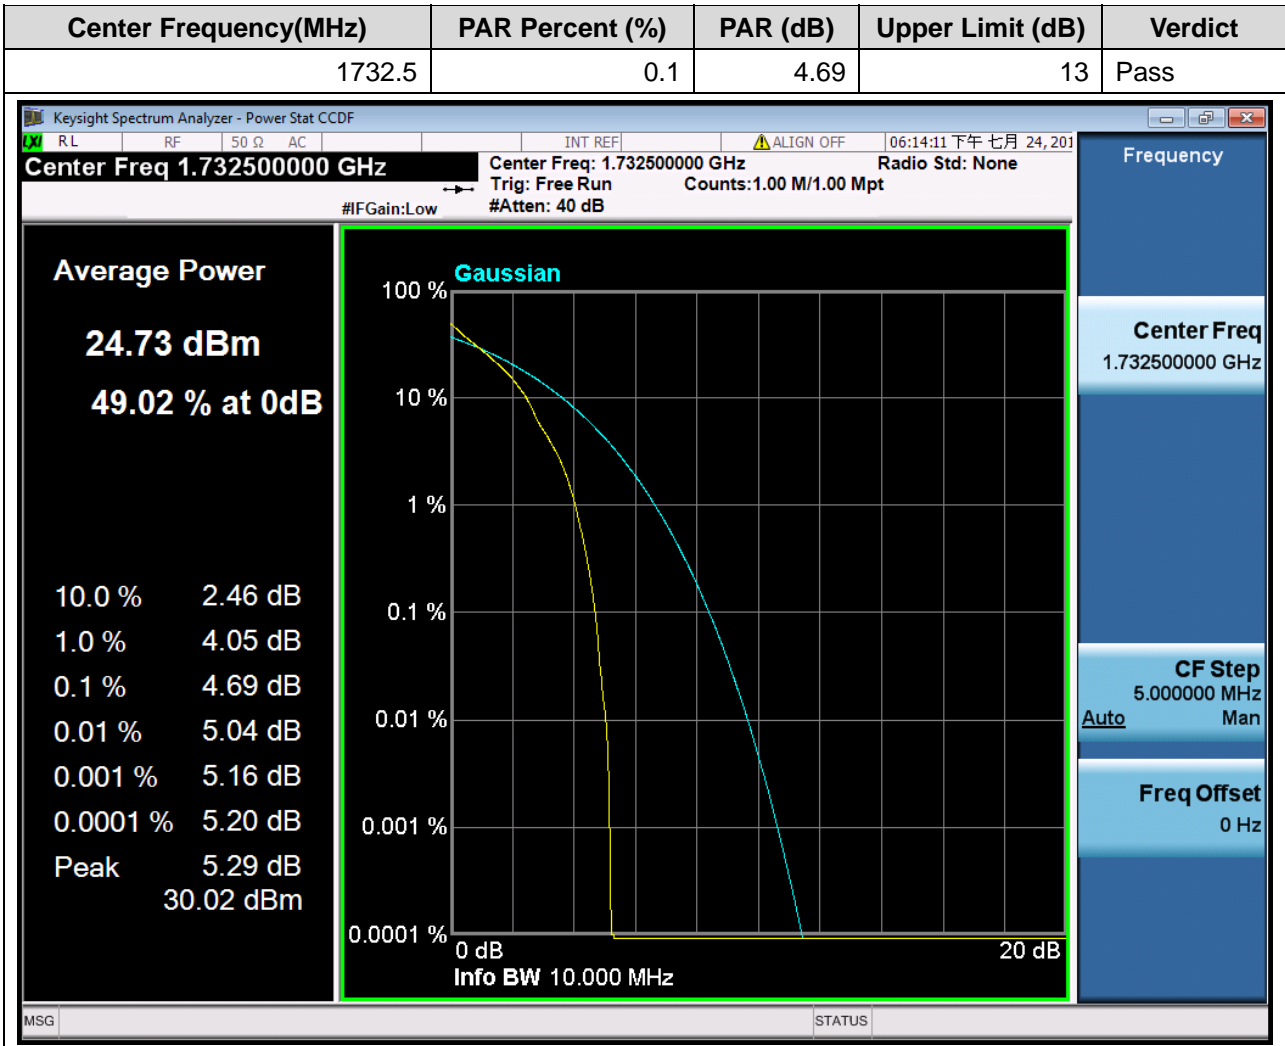 Center Frequency(MHz) PAR Percent (%) PAR (dB) Upper Limit (dB) Verdict
1732.5 0.1 4.69 13 Pass
Keysight Spectrum Analyzer - Power Stat CCDF
LXI RL RF 50 Ω AC INT REF ALIGN OFF 06:14:11 下午 七月 24, 201
Center Freq 1.732500000 GHz
Center Freq: 1.732500000 GHz Radio Std: None
Trig: Free Run Counts:1.00 M/1.00 Mpt
#IFGain:Low #Atten: 40 dB
Frequency
Average Power
24.73 dBm
49.02 % at 0dB
10.0 % 2.46 dB
1.0 % 4.05 dB
0.1 % 4.69 dB
0.01 % 5.04 dB
0.001 % 5.16 dB
0.0001 % 5.20 dB
Peak 5.29 dB
30.02 dBm
Gaussian
100 %
10 %
1 %
0.1 %
0.01 %
0.001 %
0.0001 %
0 dB 20 dB
Info BW 10.000 MHz
Center Freq
1.732500000 GHz
CF Step
5.000000 MHz
Auto Man
Freq Offset
0 Hz
MSG STATUS